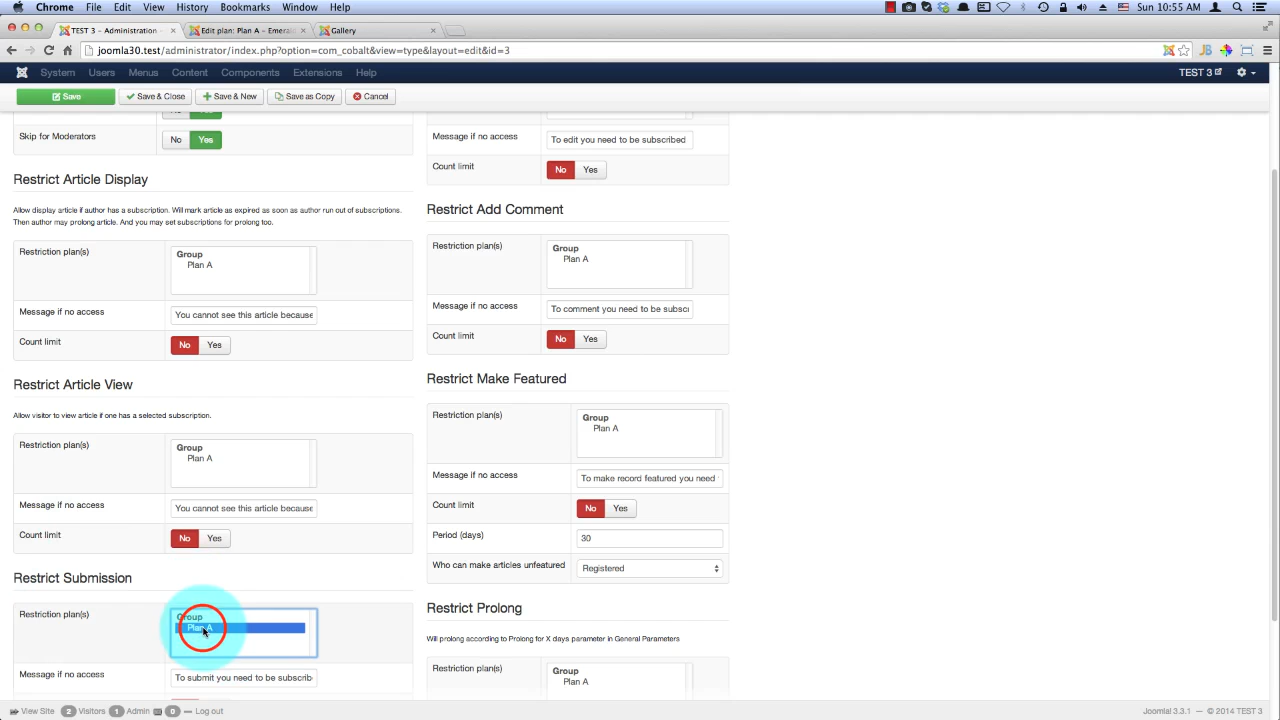 Chrome File Edit View History Bookmarks Window Help Sun 10:55 AM
TEST 3 - Administration - Edit plan: Plan A – Emerald Gallery
joomla30.test/administrator/index.php?option=com_cobalt&view=type&layout=edit&id=3
System Users Menus Content Components Extensions Help TEST 3
Save Save & Close Save & New Save as Copy Cancel
Skip for Moderators No Yes
Restrict Article Display
Allow display article if author has a subscription. Will mark article as expired as soon as author run out of subscriptions.
Then author may prolong article. And you may set subscriptions for prolong too.
Restriction plan(s)
Group
Plan A
Message if no access You cannot see this article because
Count limit No Yes
Restrict Article View
Allow visitor to view article if one has a selected subscription.
Restriction plan(s)
Group
Plan A
Message if no access You cannot see this article because
Count limit No Yes
Restrict Submission
Restriction plan(s)
Group
Plan A
Message if no access To submit you need to be subscrib
Message if no access To edit you need to be subscribed
Count limit No Yes
Restrict Add Comment
Restriction plan(s)
Group
Plan A
Message if no access To comment you need to be subsc
Count limit No Yes
Restrict Make Featured
Restriction plan(s)
Group
Plan A
Message if no access To make record featured you need
Count limit No Yes
Period (days) 30
Who can make articles unfeatured Registered
Restrict Prolong
Will prolong according to Prolong for X days parameter in General Parameters
Restriction plan(s)
Group
Plan A
View Site 2 Visitors 1 Admin 0 Log out Joomla! 3.3.1 — © 2014 TEST 3